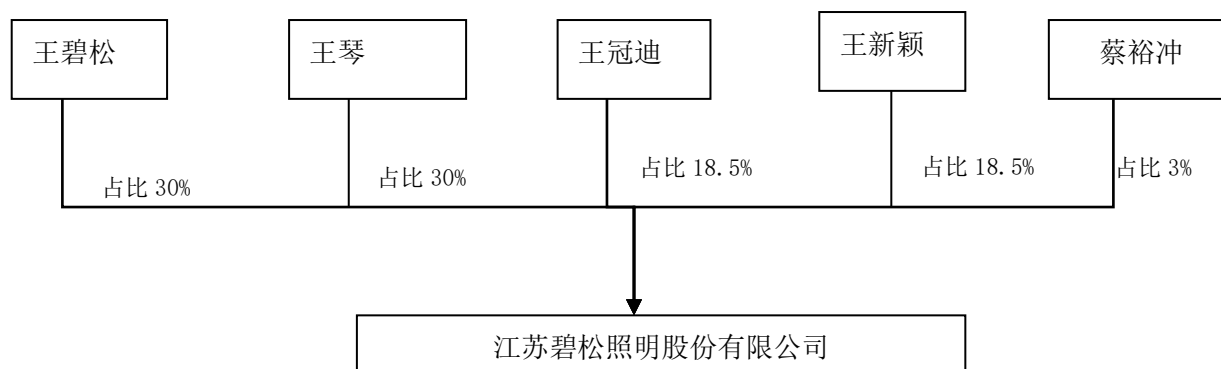 王碧松
王琴
王冠迪
王新颖
蔡裕冲
占比 30%
占比 30%
占比 18.5%
占比 18.5%
占比 3%
江苏碧松照明股份有限公司